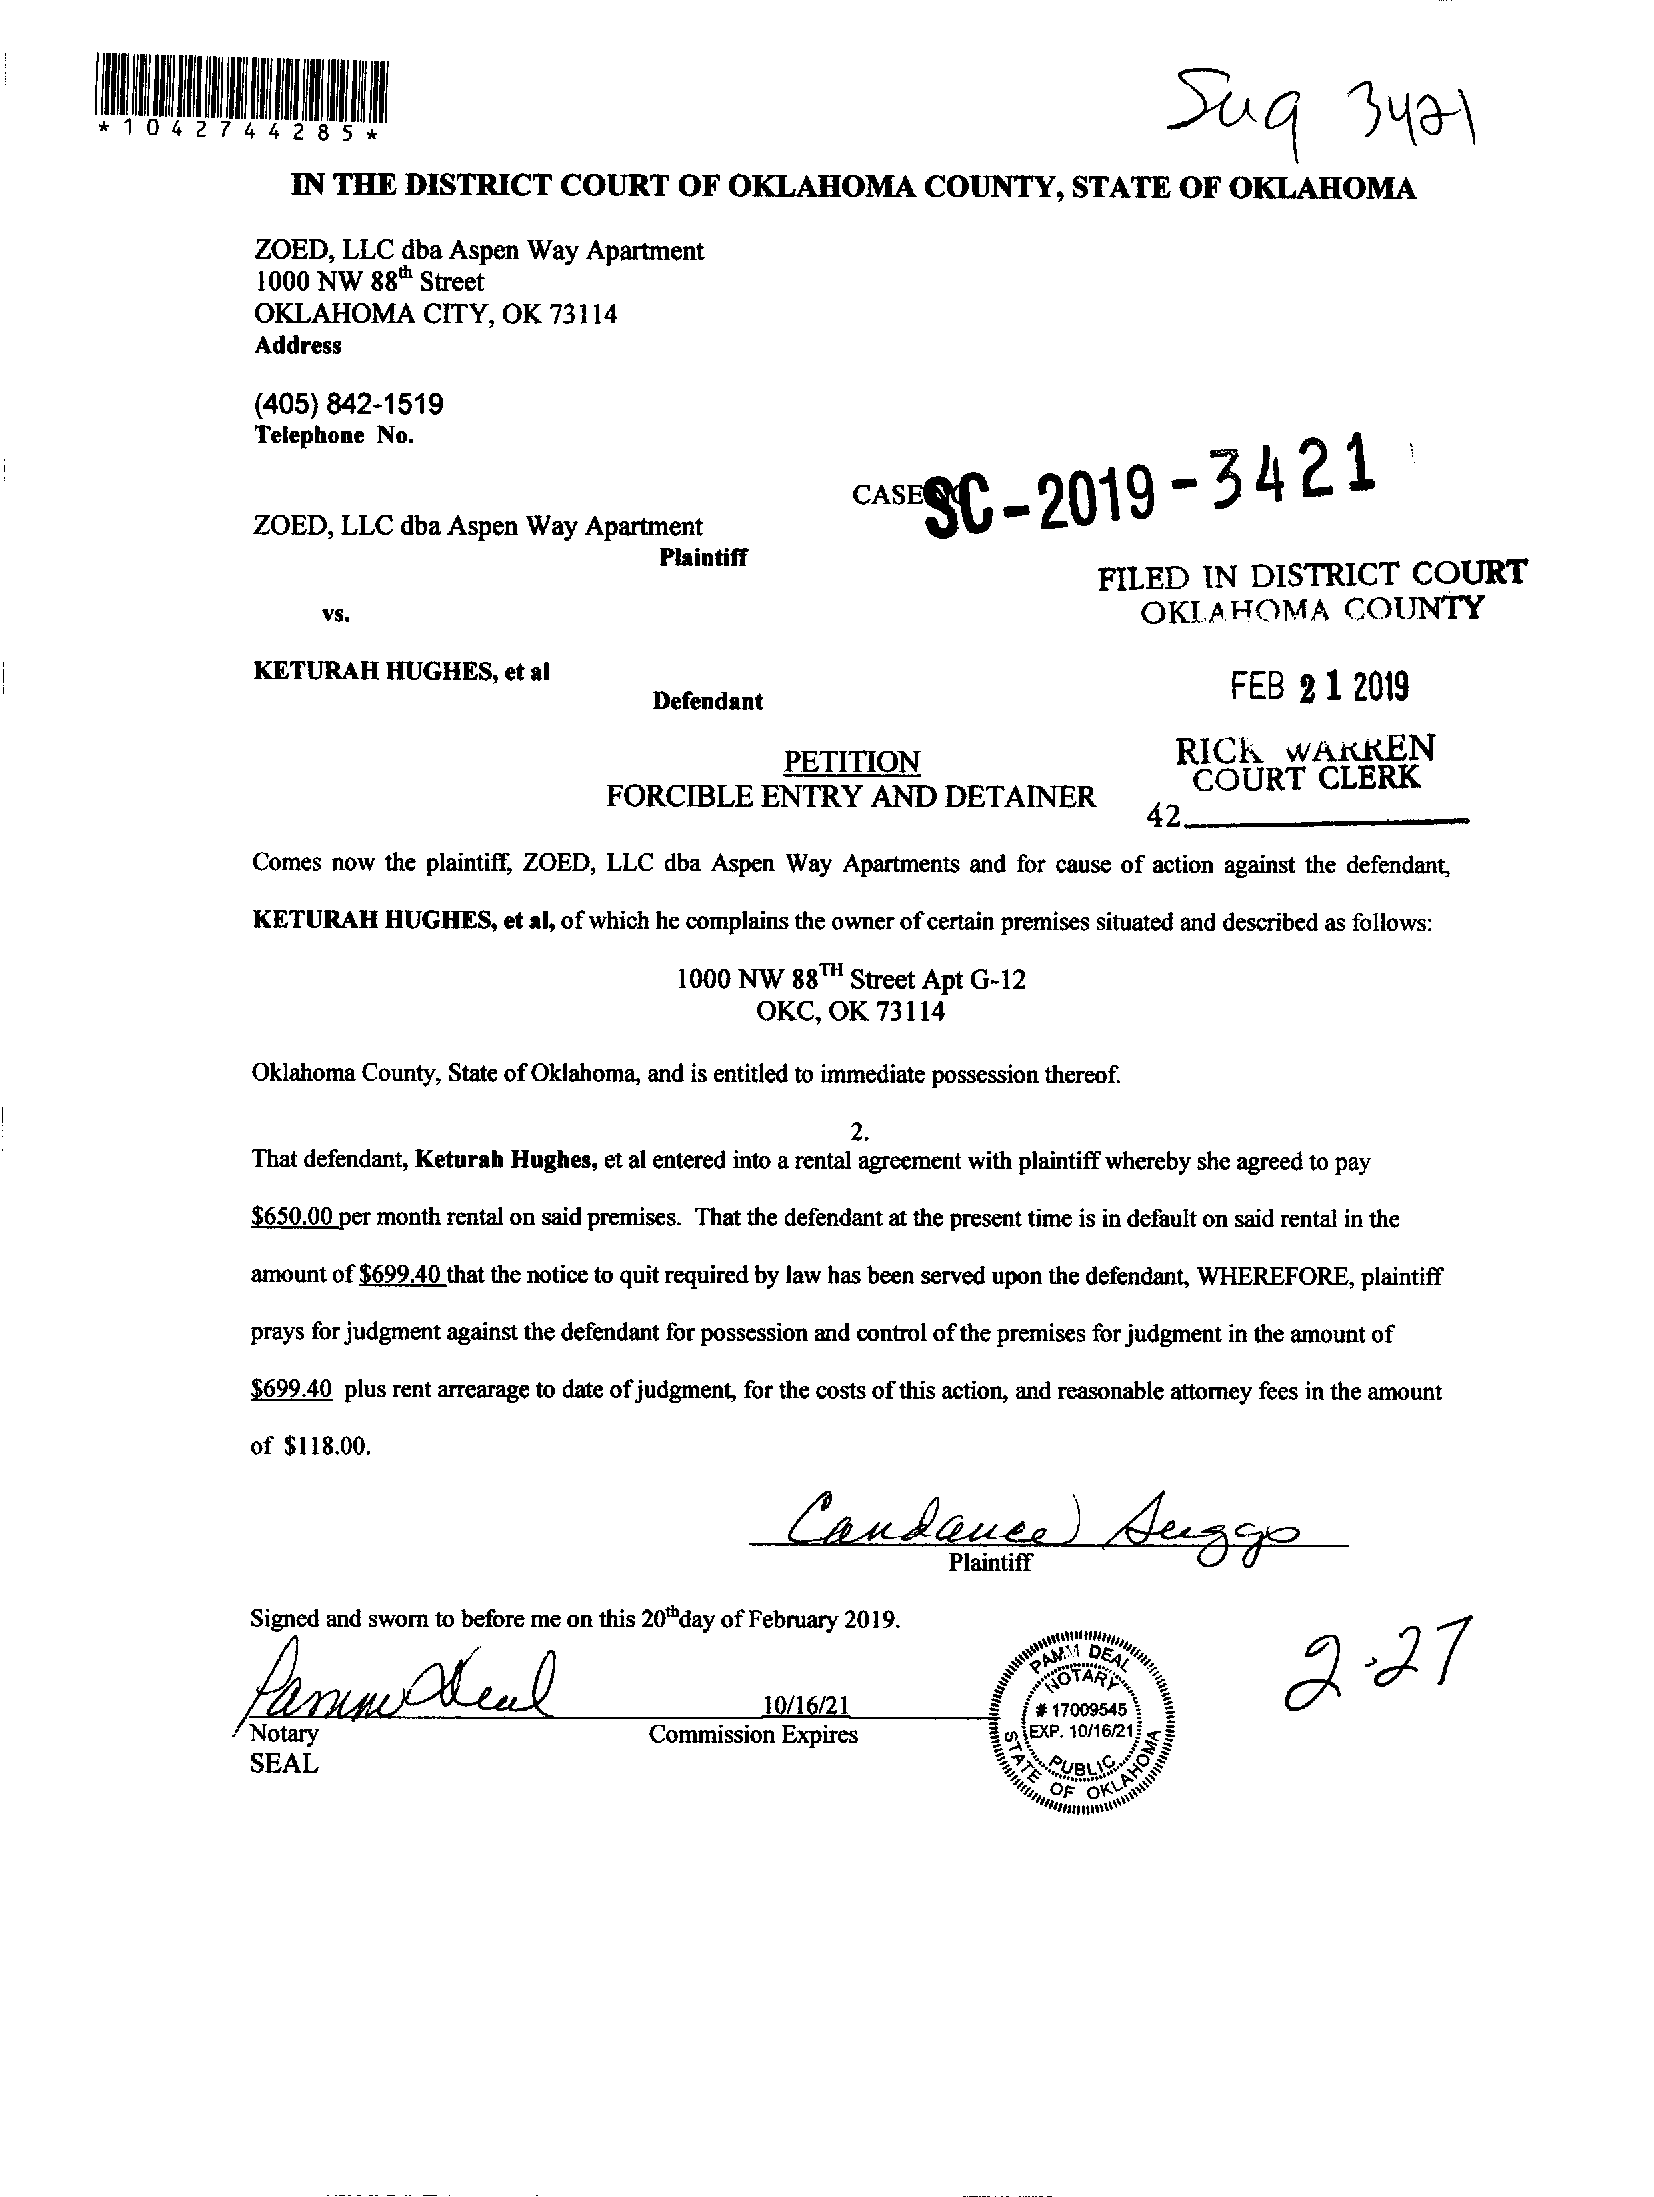 *1042744285*
Sug 3421
IN THE DISTRICT COURT OF OKLAHOMA COUNTY, STATE OF OKLAHOMA
ZOED, LLC dba Aspen Way Apartment
1000 NW 88th Street
OKLAHOMA CITY, OK 73114
Address
(405) 842-1519
Telephone No.
CASE SC-2019-3421
ZOED, LLC dba Aspen Way Apartment
Plaintiff
FILED IN DISTRICT COURT
OKLAHOMA COUNTY
vs.
KETURAH HUGHES, et al
Defendant
FEB 21 2019
PETITION
FORCIBLE ENTRY AND DETAINER
RICK WARREN
COURT CLERK
42
Comes now the plaintiff, ZOED, LLC dba Aspen Way Apartments and for cause of action against the defendant,
KETURAH HUGHES, et al, of which he complains the owner of certain premises situated and described as follows:
1000 NW 88TH Street Apt G-12
OKC, OK 73114
Oklahoma County, State of Oklahoma, and is entitled to immediate possession thereof.
2.
That defendant, Keturah Hughes, et al entered into a rental agreement with plaintiff whereby she agreed to pay
$650.00 per month rental on said premises. That the defendant at the present time is in default on said rental in the
amount of $699.40 that the notice to quit required by law has been served upon the defendant, WHEREFORE, plaintiff
prays for judgment against the defendant for possession and control of the premises for judgment in the amount of
$699.40 plus rent arrearage to date of judgment, for the costs of this action, and reasonable attorney fees in the amount
of $118.00.
Candance Suggs
Plaintiff
Signed and sworn to before me on this 20th day of February 2019.
Pamm Deal
10/16/21
Notary
Commission Expires
SEAL
PAMM DEAL
NOTARY
# 17009545
EXP. 10/16/21
PUBLIC
STATE OF OKLAHOMA
2-27